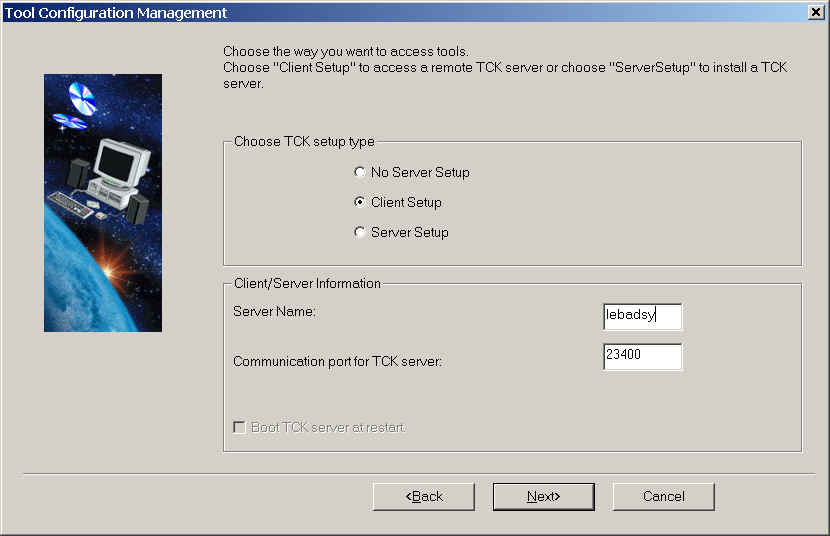 Tool Configuration Management
Choose the way you want to access tools.
Choose "Client Setup" to access a remote TCK server or choose "ServerSetup" to install a TCK
server.
Choose TCK setup type
No Server Setup
Client Setup
Server Setup
Client/Server Information
Server Name:
lebadsy
Communication port for TCK server:
23400
Boot TCK server at restart.
<Back
Next>
Cancel